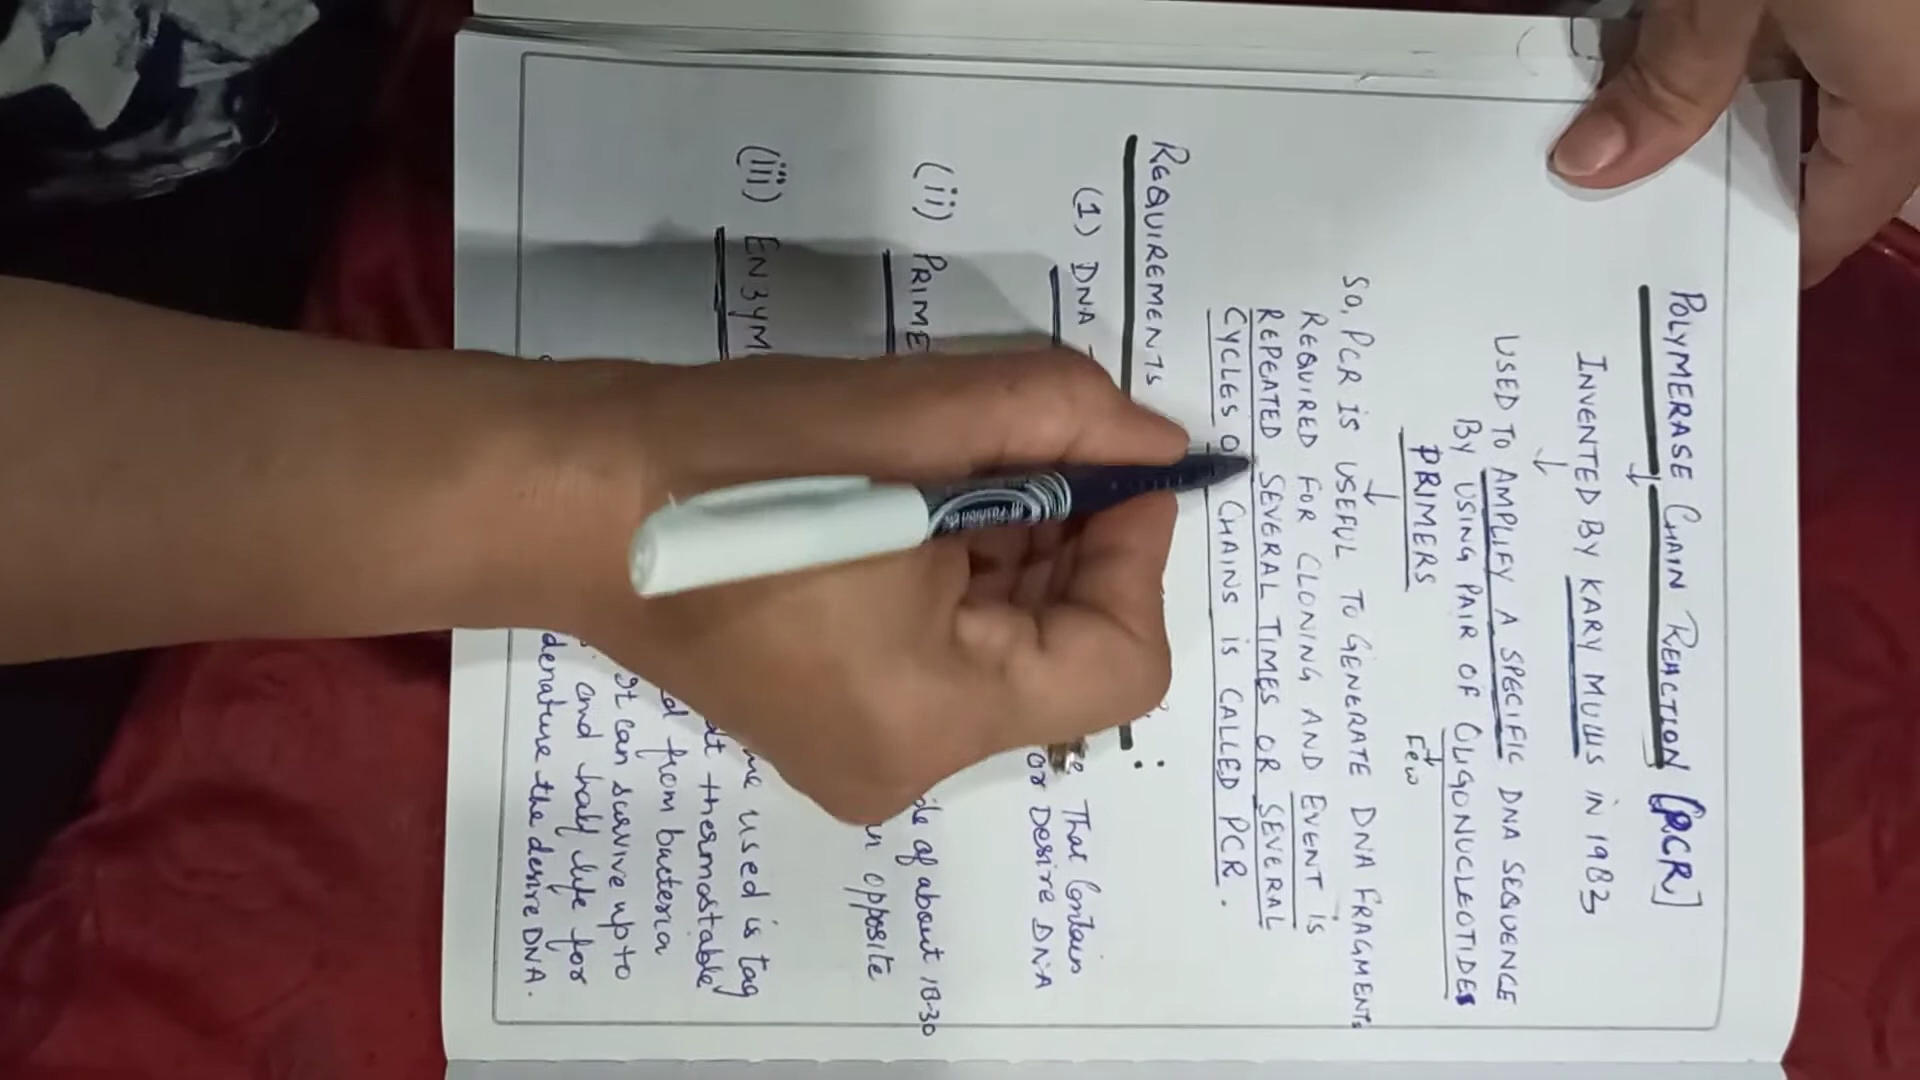 POLYMERASE CHAIN REACTION [PCR]
↓
INVENTED BY KARY MULLIS IN 1983
↓
USED TO AMPLIFY A SPECIFIC DNA SEQUENCE
BY USING PAIR OF OLIGONUCLEOTIDES
PRIMERS
Few
↓
SO, PCR IS USEFUL TO GENERATE DNA FRAGMENTS
REQUIRED FOR CLONING AND EVENT IS
REPEATED SEVERAL TIMES OR SEVERAL
CYCLES CHAINS IS CALLED PCR.
REQUIREMENTS :
(1) DNA That Contain
or DESIRE DNA
(ii) of about 18-30
opposite
(iii) used is taq
thermostable
from bacteria
It can survive up to
and half life for
denature the desire DNA.